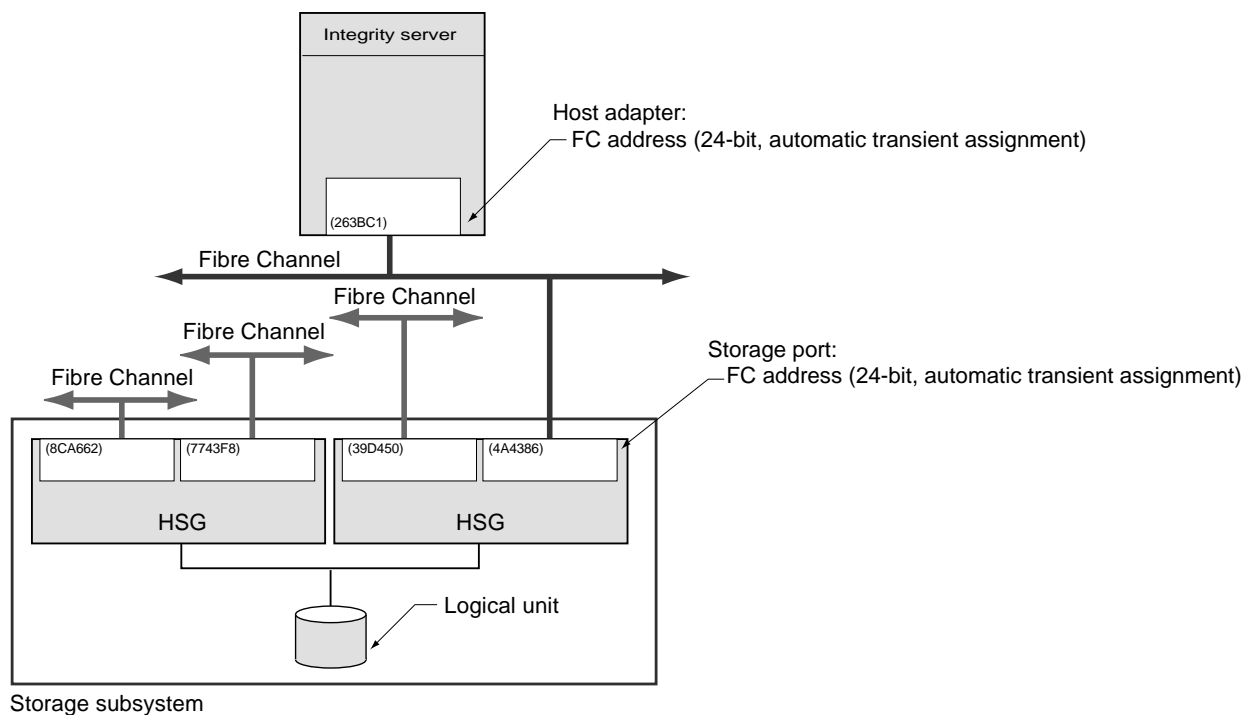 Integrity server
Host adapter:
FC address (24-bit, automatic transient assignment)
(263BC1)
Fibre Channel
Fibre Channel
Fibre Channel
Storage port:
FC address (24-bit, automatic transient assignment)
Fibre Channel
(8CA662)
(7743F8)
(39D450)
(4A4386)
HSG
HSG
Logical unit
Storage subsystem